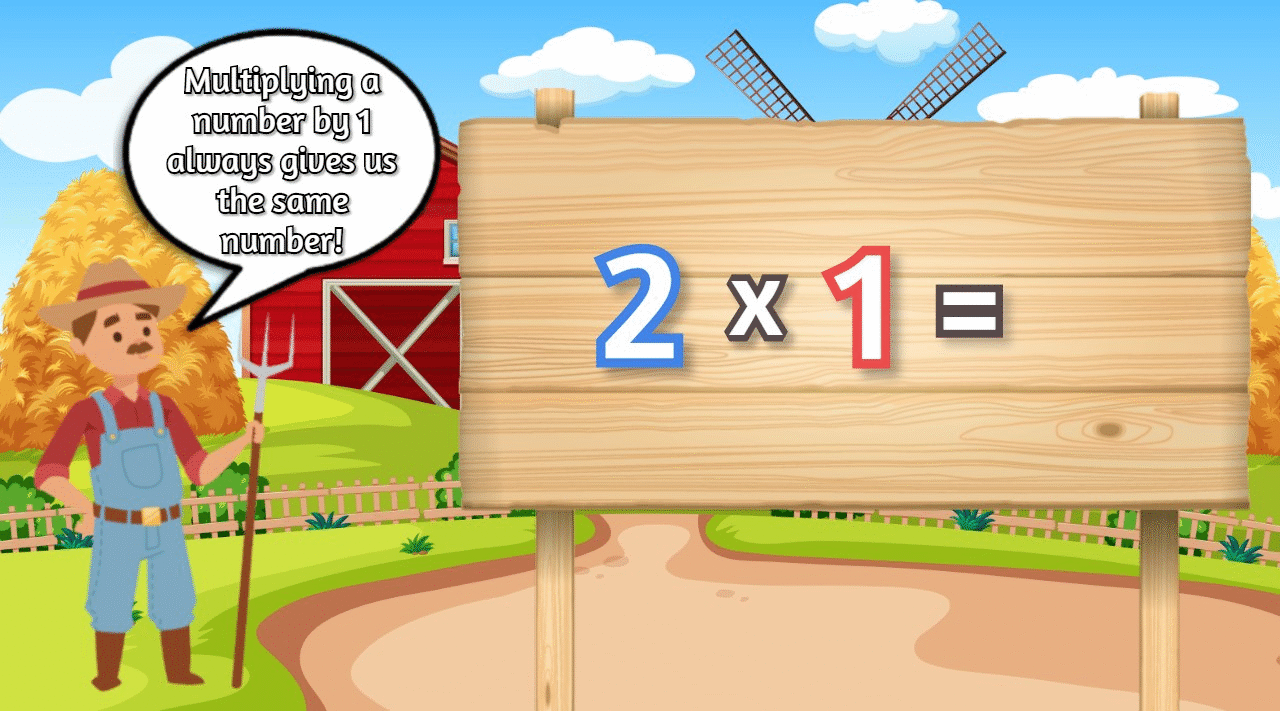 Multiplying a
number by 1
always gives us
the same
number!
2 x 1 =